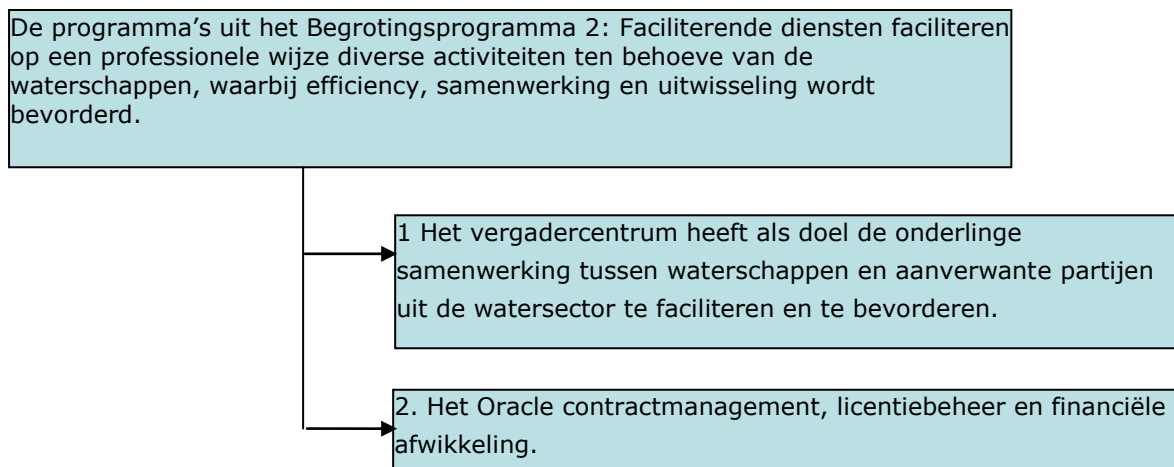 De programma’s uit het Begrotingsprogramma 2: Faciliterende diensten faciliteren
op een professionele wijze diverse activiteiten ten behoeve van de
waterschappen, waarbij efficiency, samenwerking en uitwisseling wordt
bevorderd.
1 Het vergadercentrum heeft als doel de onderlinge
samenwerking tussen waterschappen en aanverwante partijen
uit de watersector te faciliteren en te bevorderen.
2. Het Oracle contractmanagement, licentiebeheer en financiële
afwikkeling.